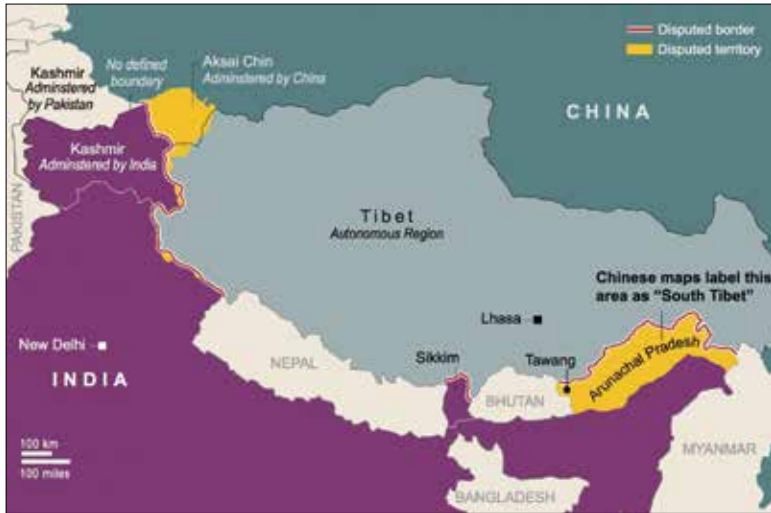 Disputed border
Disputed territory
No defined
boundary
Aksai Chin
Adminstered by China
Kashmir
Adminstered
by Pakistan
CHINA
Kashmir
Adminstered by India
PAKISTAN
Tibet
Autonomous Region
Chinese maps label this
area as “South Tibet”
Lhasa
New Delhi
NEPAL
Sikkim
Tawang
Arunachal Pradesh
INDIA
BHUTAN
100 km
100 miles
MYANMAR
BANGLADESH